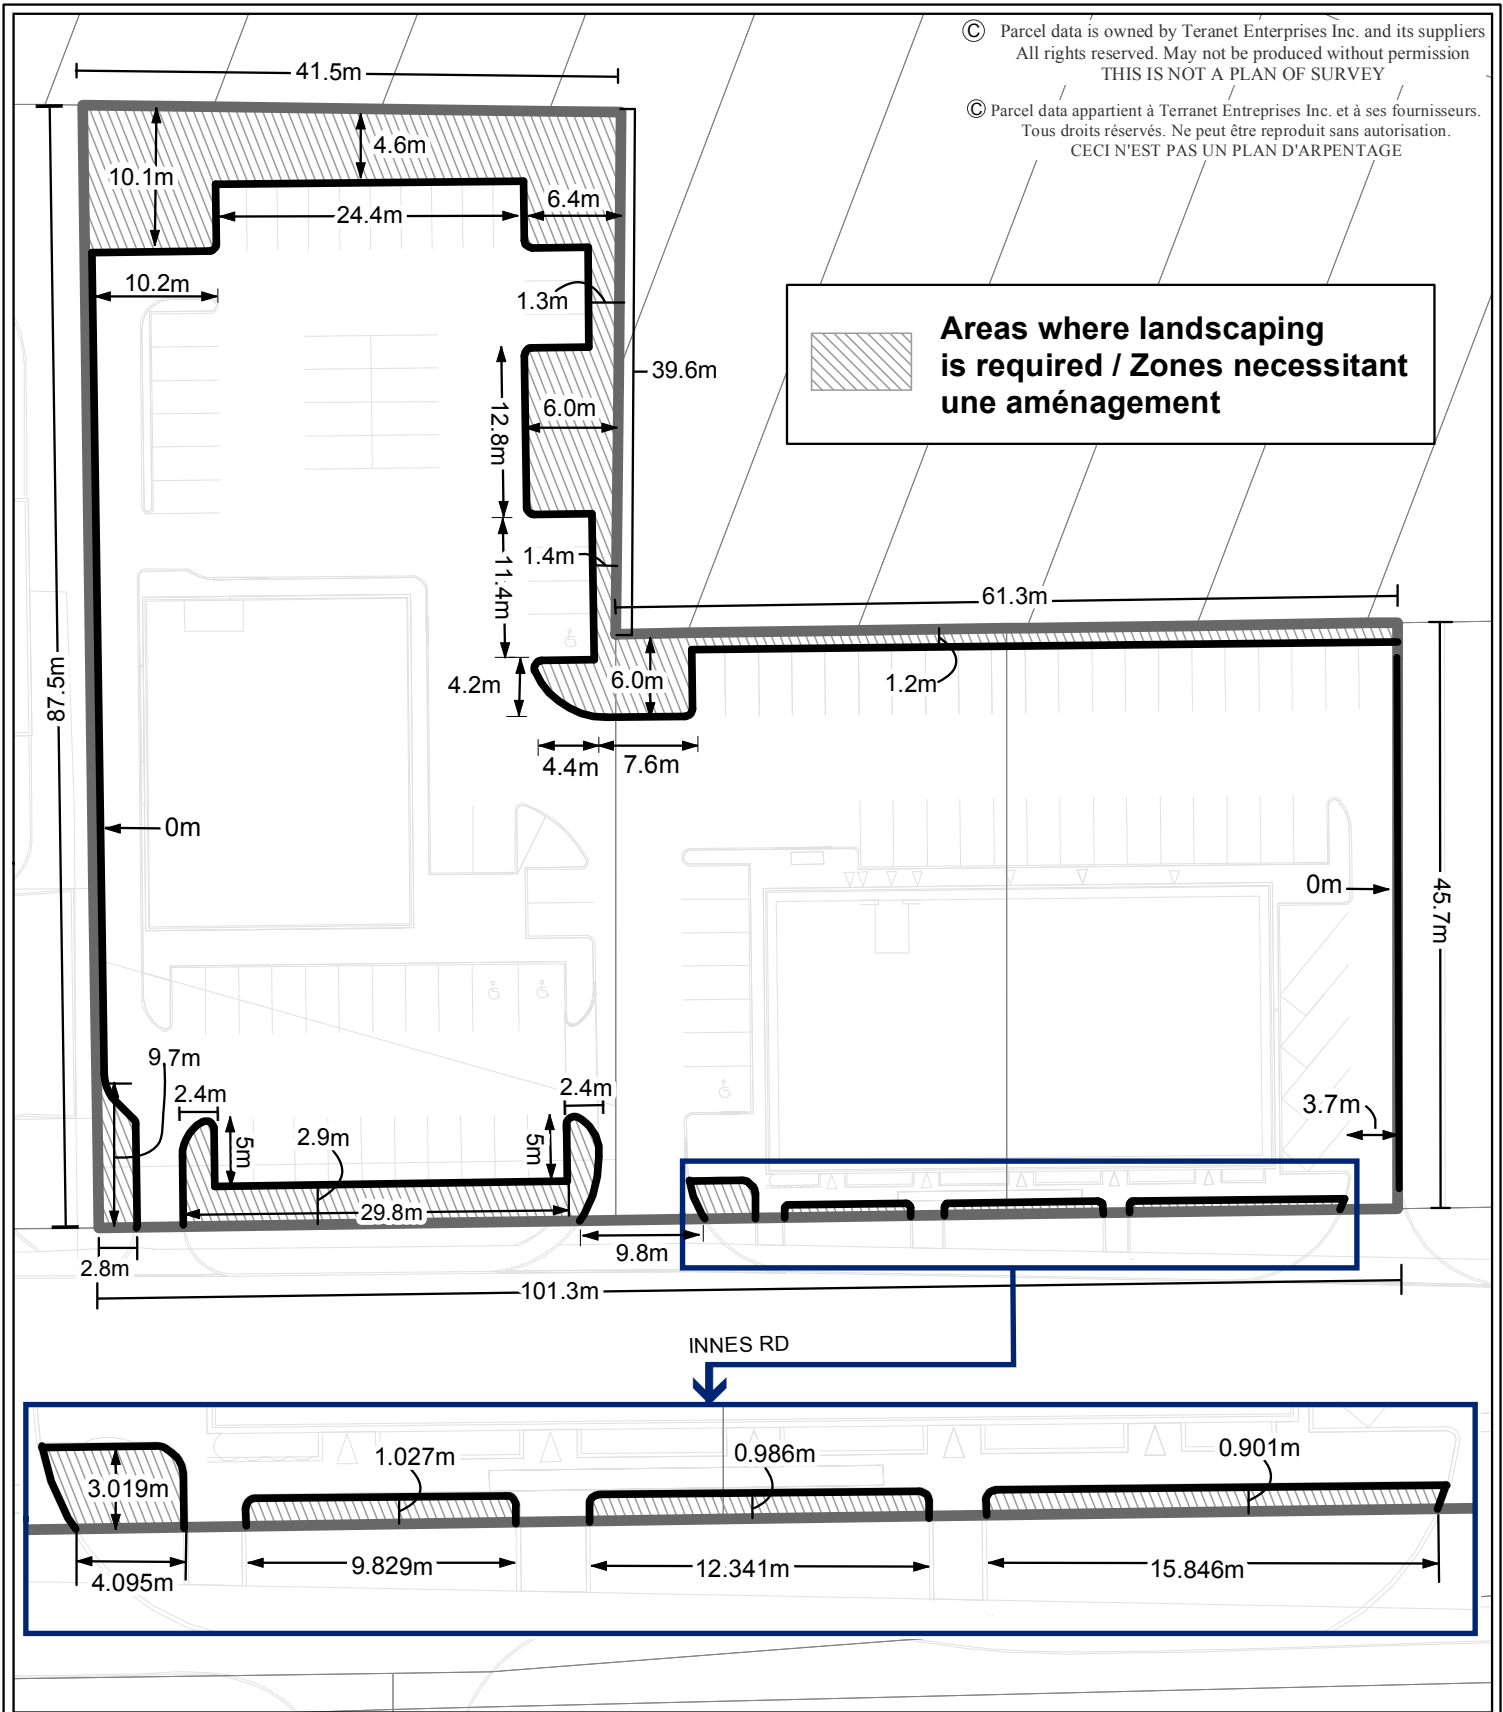 © Parcel data is owned by Teranet Enterprises Inc. and its suppliers
All rights reserved. May not be produced without permission
THIS IS NOT A PLAN OF SURVEY
© Parcel data appartient à Terranet Entreprises Inc. et à ses fournisseurs.
Tous droits réservés. Ne peut être reproduit sans autorisation.
CECI N'EST PAS UN PLAN D'ARPENTAGE
41.5m
4.6m
10.1m
6.4m
24.4m
10.2m
1.3m
Areas where landscaping
is required / Zones necessitant
une aménagement
39.6m
6.0m
12.8m
1.4m
11.4m
61.3m
87.5m
4.2m
6.0m
1.2m
4.4m
7.6m
0m
0m
45.7m
9.7m
2.4m
2.4m
3.7m
5m
2.9m
5m
29.8m
9.8m
2.8m
101.3m
INNES RD
1.027m
0.986m
0.901m
3.019m
9.829m
12.341m
15.846m
4.095m